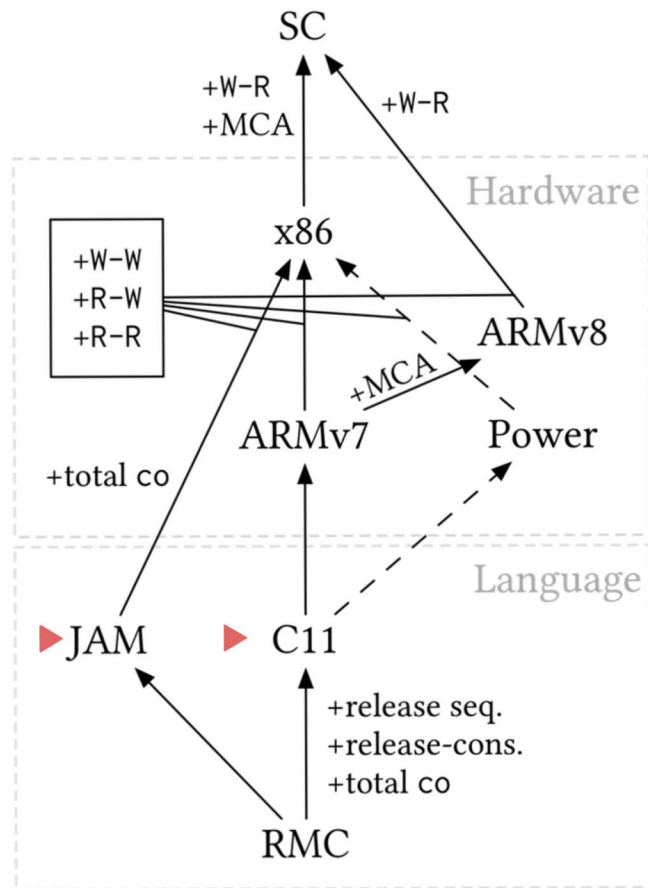 SC
+W-R
+MCA
+W-R
Hardware
x86
+W-W
+R-W
+R-R
ARMv8
+MCA
ARMv7
Power
+total co
Language
JAM
C11
+release seq.
+release-cons.
+total co
RMC